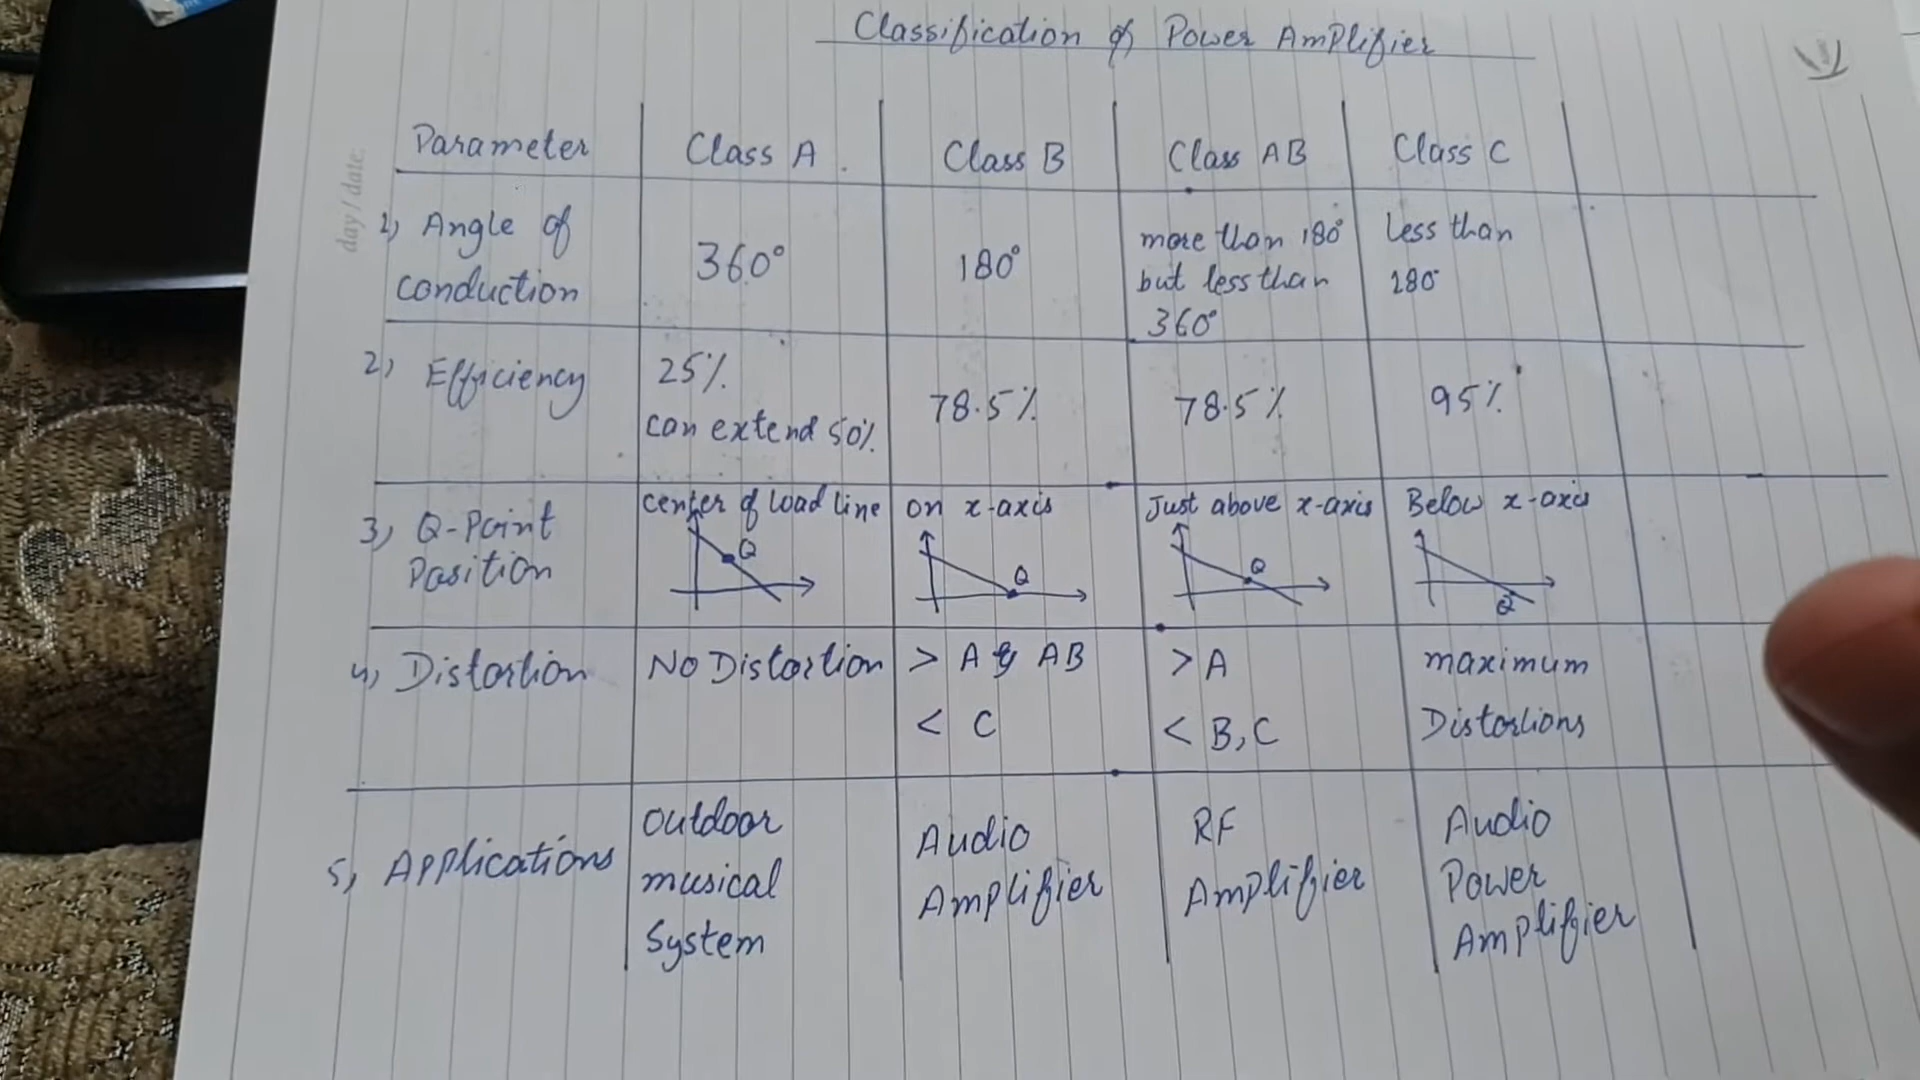 Classification of Power Amplifier
day/date:
Parameter Class A Class B Class AB Class C
1) Angle of conduction 360° 180° more than 180° but less than 360° Less than 180°
2) Efficiency 25% can extend 50% 78.5% 78.5% 95%
3) Q-Point Position center of load line Q on x-axis Q Just above x-axis Q Below x-axis Q
4) Distortion No Distortion > A & AB < C > A < B, C maximum Distortions
5) Applications Outdoor musical System Audio Amplifier RF Amplifier Audio Power Amplifier